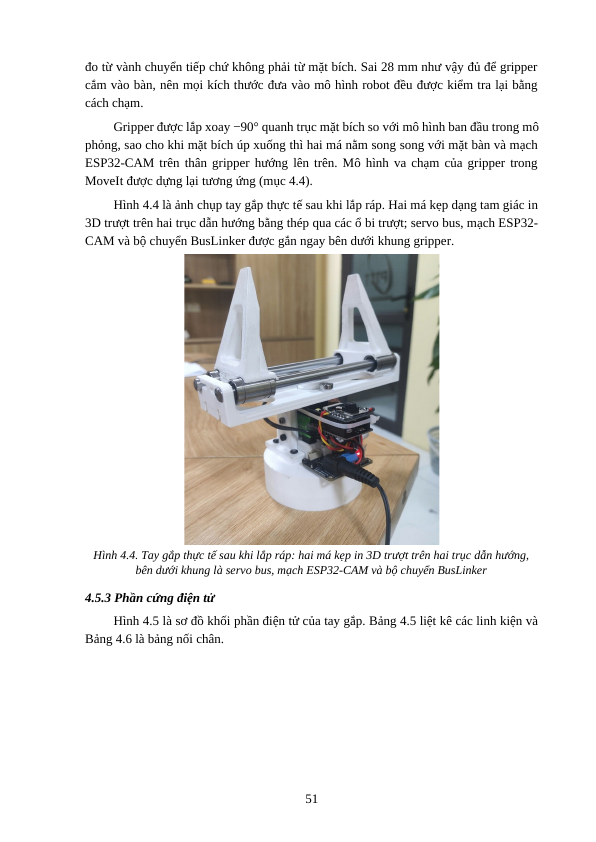 đo từ vành chuyển tiếp chứ không phải từ mặt bích. Sai 28 mm như vậy đủ để gripper
cắm vào bàn, nên mọi kích thước đưa vào mô hình robot đều được kiểm tra lại bằng
cách chạm.
Gripper được lắp xoay −90° quanh trục mặt bích so với mô hình ban đầu trong mô
phỏng, sao cho khi mặt bích úp xuống thì hai má nằm song song với mặt bàn và mạch
ESP32-CAM trên thân gripper hướng lên trên. Mô hình va chạm của gripper trong
MoveIt được dựng lại tương ứng (mục 4.4).
Hình 4.4 là ảnh chụp tay gắp thực tế sau khi lắp ráp. Hai má kẹp dạng tam giác in
3D trượt trên hai trục dẫn hướng bằng thép qua các ổ bi trượt; servo bus, mạch ESP32-
CAM và bộ chuyển BusLinker được gắn ngay bên dưới khung gripper.
Hình 4.4. Tay gắp thực tế sau khi lắp ráp: hai má kẹp in 3D trượt trên hai trục dẫn hướng,
bên dưới khung là servo bus, mạch ESP32-CAM và bộ chuyển BusLinker
4.5.3 Phần cứng điện tử
Hình 4.5 là sơ đồ khối phần điện tử của tay gắp. Bảng 4.5 liệt kê các linh kiện và
Bảng 4.6 là bảng nối chân.
51